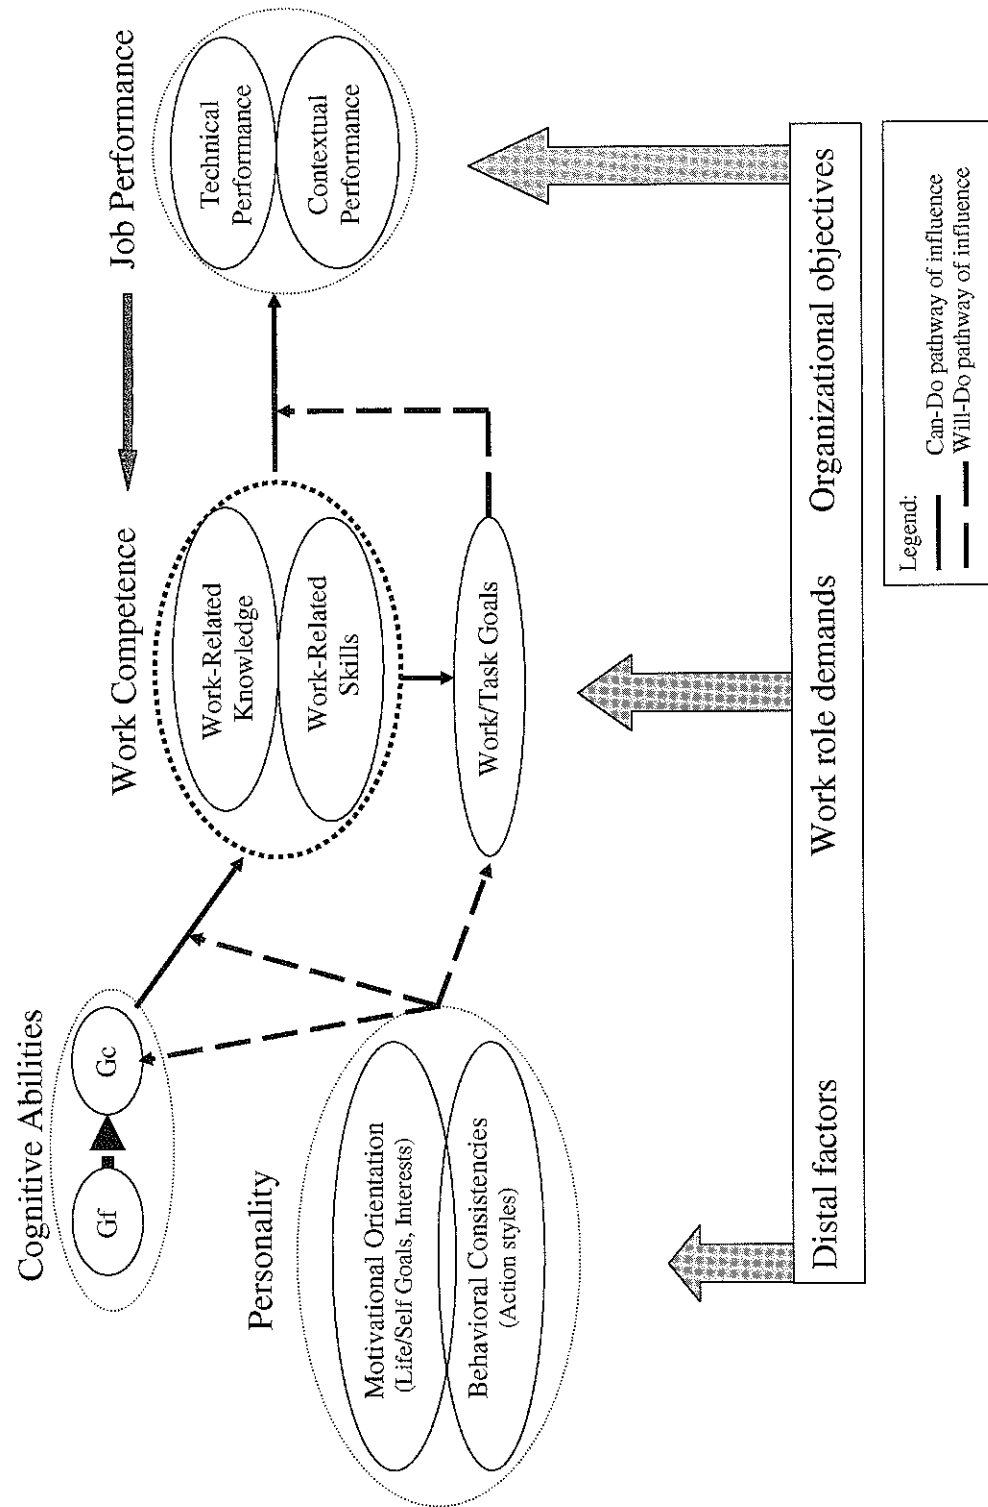 Cognitive Abilities
Gf
Gc
Personality
Motivational Orientation
(Life/Self Goals, Interests)
Behavioral Consistencies
(Action styles)
Work Competence
Work-Related
Knowledge
Work-Related
Skills
Work/Task Goals
Job Performance
Technical
Performance
Contextual
Performance
Distal factors
Work role demands
Organizational objectives
Legend:
Can-Do pathway of influence
Will-Do pathway of influence